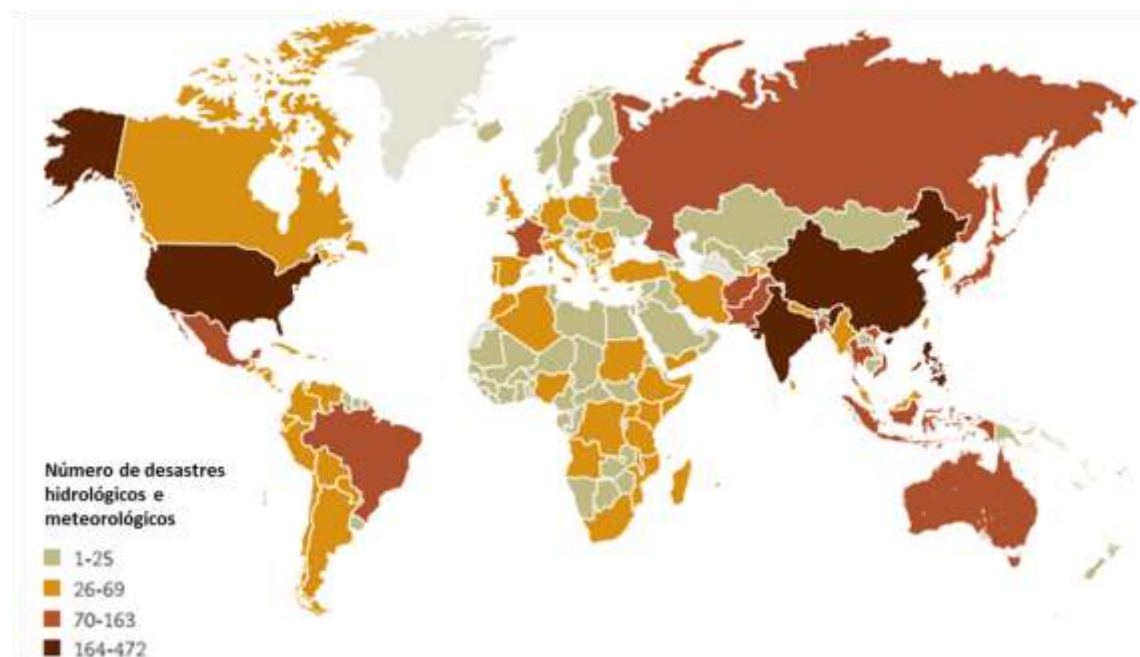 Número de desastres
hidrológicos e
meteorológicos
1-25
26-69
70-163
164-472